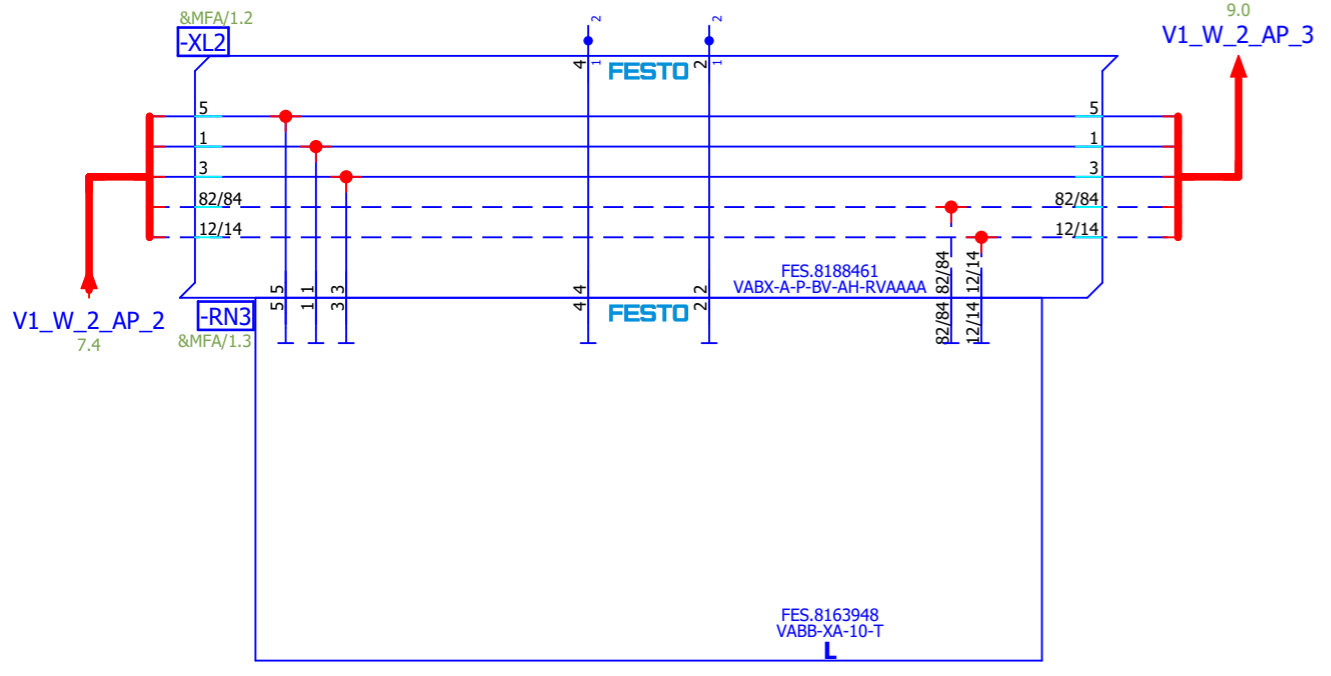 &MFA/1.2
-XL2
2
2
9.0
V1_W_2_AP_3
4
1
FESTO
2
1
5
5
1
1
3
3
82/84
82/84
12/14
12/14
FES.8188461
VABX-A-P-BV-AH-RVAAAA
5
1
3
4
2
82/84
12/14
V1_W_2_AP_2
7.4
-RN3
&MFA/1.3
5
1
3
4
FESTO
2
82/84
12/14
FES.8163948
VABB-XA-10-T
L